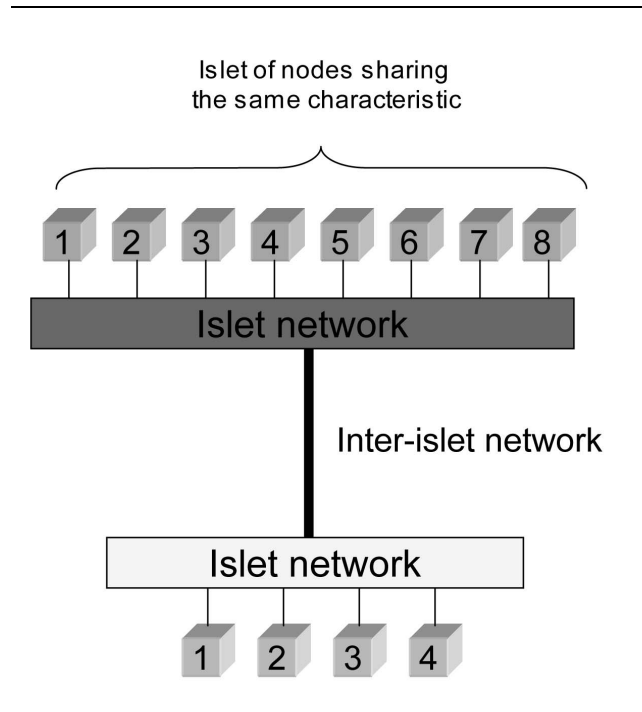 Islet of nodes sharing
the same characteristic
1 2 3 4 5 6 7 8
Islet network
Inter-islet network
Islet network
1 2 3 4